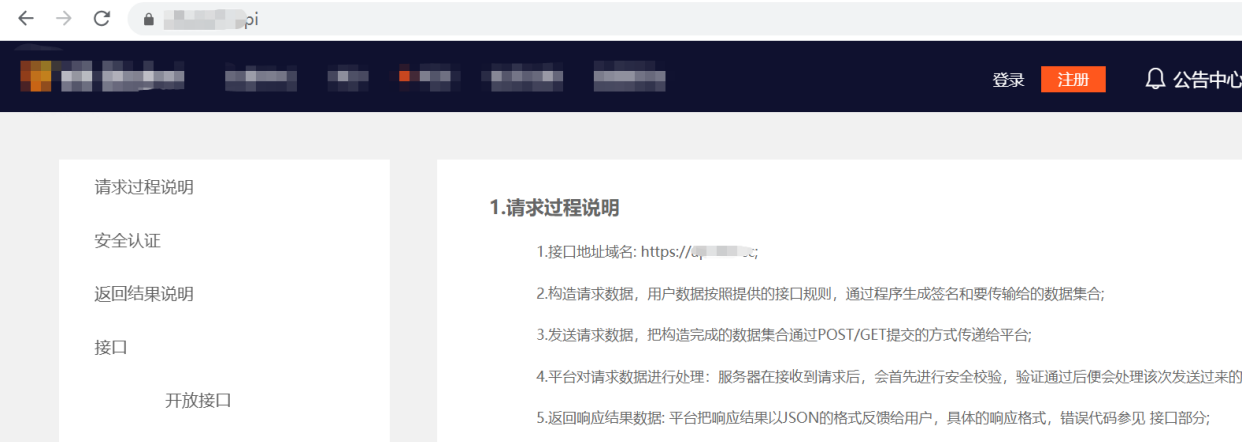 pi
登录 注册 公告中心
请求过程说明
安全认证
返回结果说明
接口
开放接口
1.请求过程说明
1.接口地址域名: https://
2.构造请求数据，用户数据按照提供的接口规则，通过程序生成签名和要传输给的数据集合;
3.发送请求数据，把构造完成的数据集合通过POST/GET提交的方式传递给平台;
4.平台对请求数据进行处理：服务器在接收到请求后，会首先进行安全校验，验证通过后便会处理该次发送过来的
5.返回响应结果数据: 平台把响应结果以JSON的格式反馈给用户，具体的响应格式，错误代码参见 接口部分;